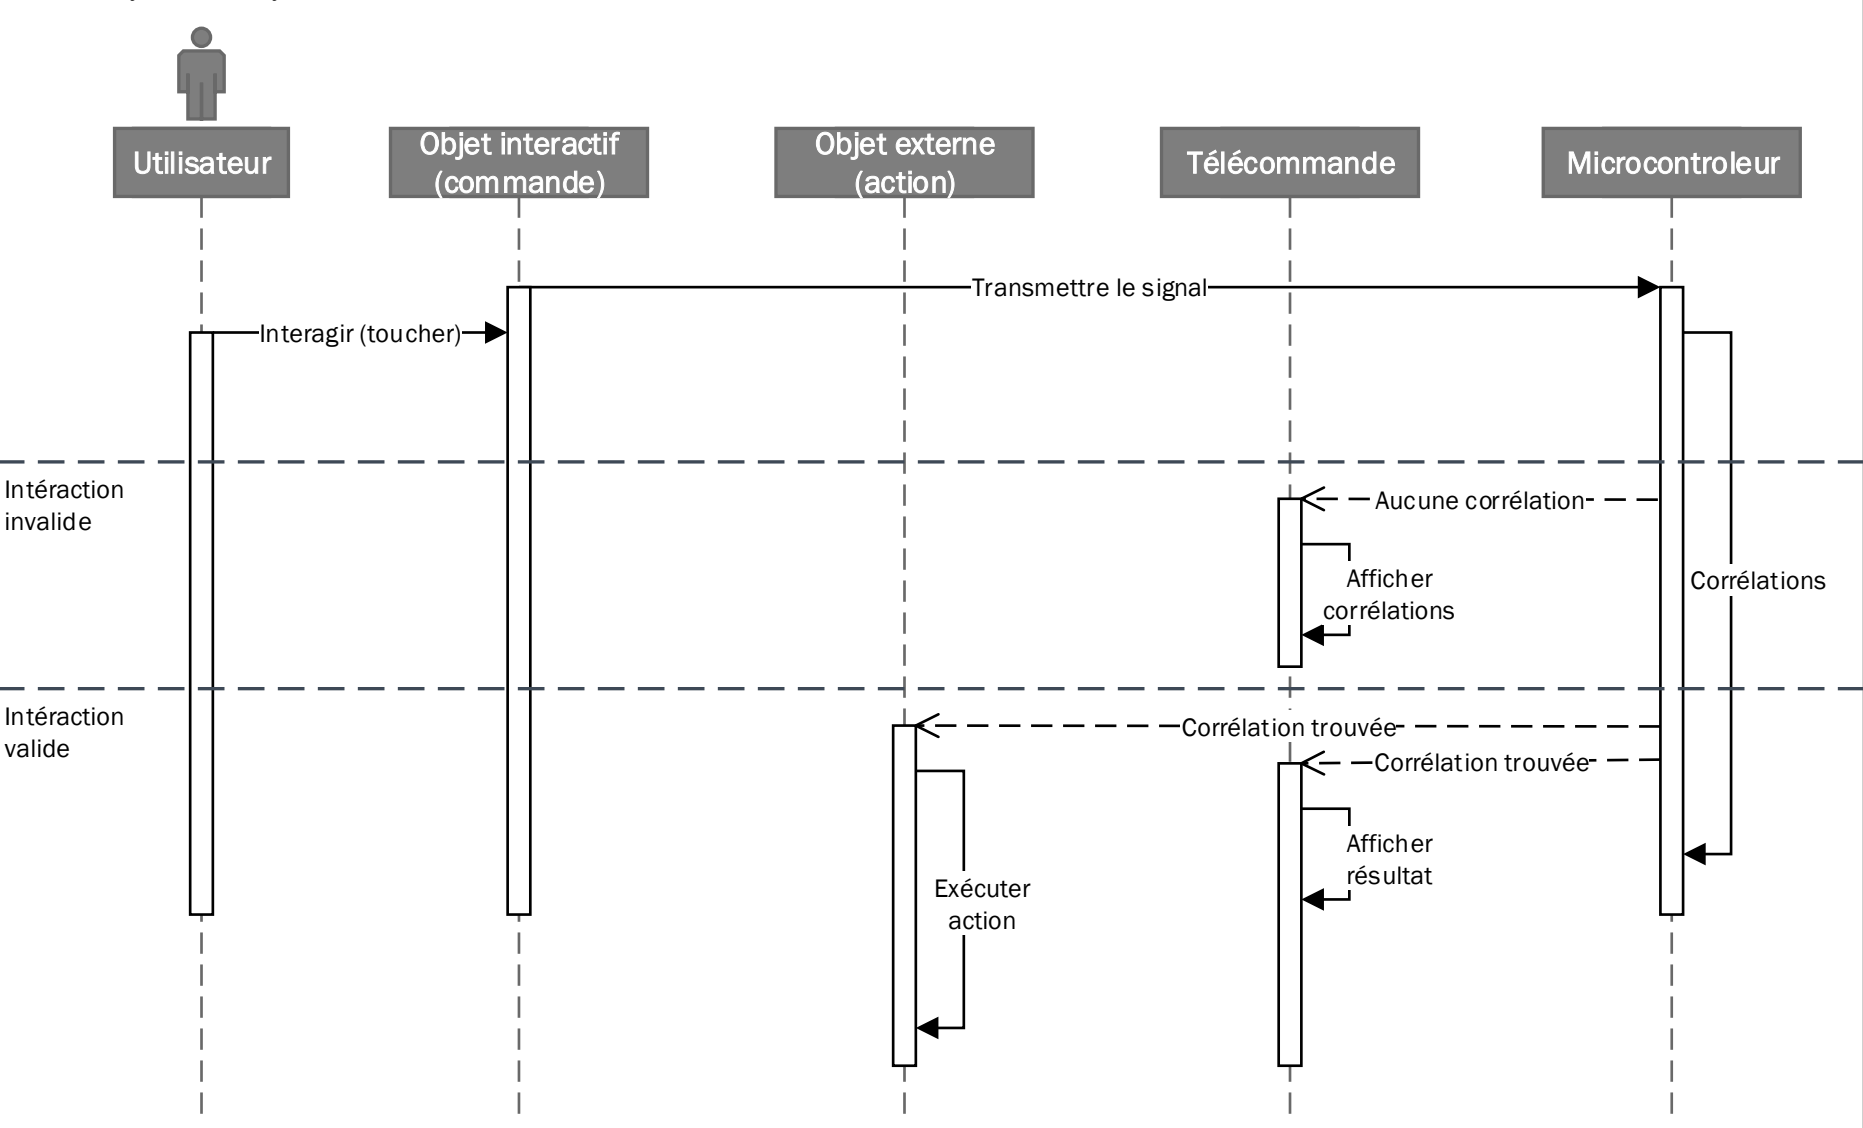 Utilisateur
Objet interactif
(commande)
Objet externe
(action)
Télécommande
Microcontroleur
Transmettre le signal
Interagir (toucher)
Intéraction
invalide
Aucune corrélation
Afficher
corrélations
Corrélations
Intéraction
valide
Corrélation trouvée
Corrélation trouvée
Afficher
résultat
Exécuter
action